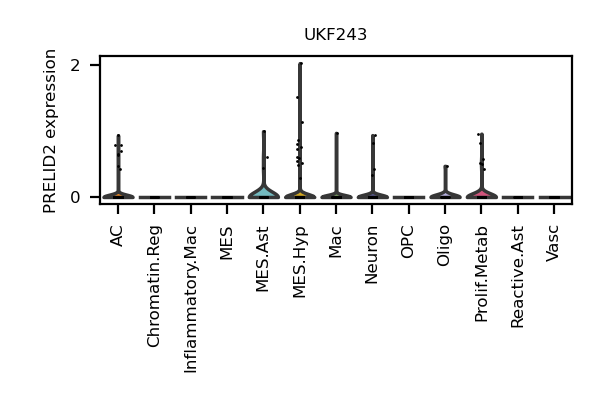 UKF243
PRELID2 expression
2
0
AC
Chromatin.Reg
Inflammatory.Mac
MES
MES.Ast
MES.Hyp
Mac
Neuron
OPC
Oligo
Prolif.Metab
Reactive.Ast
Vasc